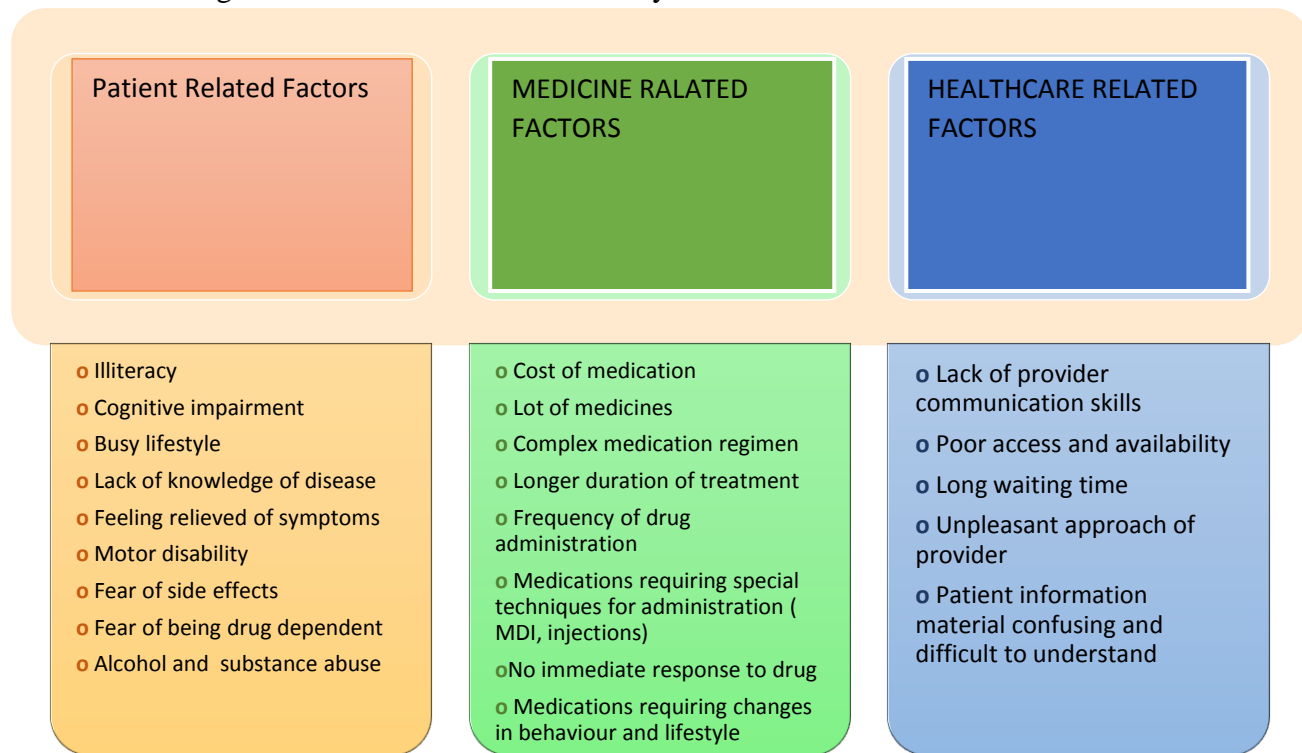 Patient Related Factors
MEDICINE RALATED
FACTORS
HEALTHCARE RELATED
FACTORS
o Illiteracy
o Cognitive impairment
o Busy lifestyle
o Lack of knowledge of disease
o Feeling relieved of symptoms
o Motor disability
o Fear of side effects
o Fear of being drug dependent
o Alcohol and substance abuse
o Cost of medication
o Lot of medicines
o Complex medication regimen
o Longer duration of treatment
o Frequency of drug
administration
o Medications requiring special
techniques for administration (
MDI, injections)
oNo immediate response to drug
o Medications requiring changes
in behaviour and lifestyle
o Lack of provider
communication skills
o Poor access and availability
o Long waiting time
o Unpleasant approach of
provider
o Patient information
material confusing and
difficult to understand